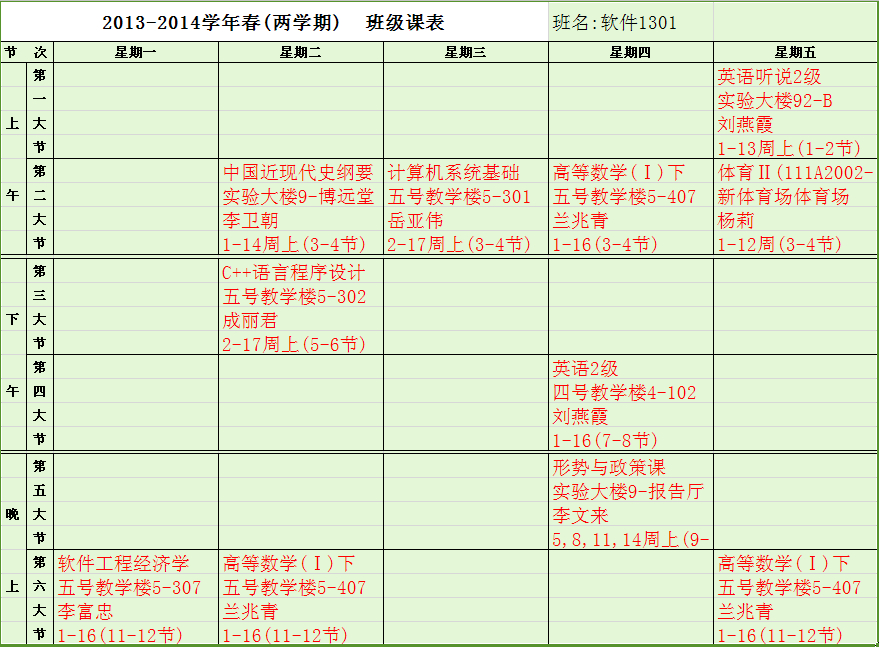 2013-2014学年春(两学期) 班级课表 班名:软件1301
节 次 星期一 星期二 星期三 星期四 星期五
上午
第一大节
英语听说2级
实验大楼92-B
刘燕霞
1-13周上(1-2节)
第二大节
中国近现代史纲要
实验大楼9-博远堂
李卫朝
1-14周上(3-4节)
计算机系统基础
五号教学楼5-301
岳亚伟
2-17周上(3-4节)
高等数学(Ⅰ)下
五号教学楼5-407
兰兆青
1-16(3-4节)
体育Ⅱ(111A2002-
新体育场体育场
杨莉
1-12周(3-4节)
下午
第三大节
C++语言程序设计
五号教学楼5-302
成丽君
2-17周上(5-6节)
第四大节
英语2级
四号教学楼4-102
刘燕霞
1-16(7-8节)
晚上
第五大节
形势与政策课
实验大楼9-报告厅
李文来
5,8,11,14周上(9-
第六大节
软件工程经济学
五号教学楼5-307
李富忠
1-16(11-12节)
高等数学(Ⅰ)下
五号教学楼5-407
兰兆青
1-16(11-12节)
高等数学(Ⅰ)下
五号教学楼5-407
兰兆青
1-16(11-12节)